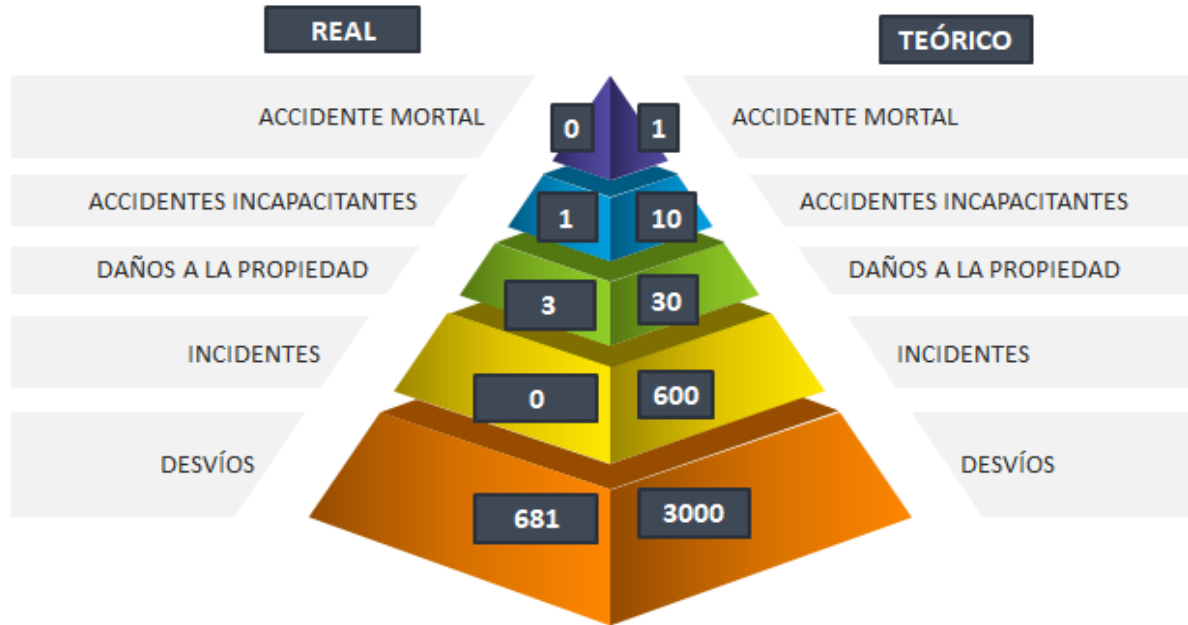 REAL
TEÓRICO
ACCIDENTE MORTAL
0
1
ACCIDENTE MORTAL
ACCIDENTES INCAPACITANTES
1
10
ACCIDENTES INCAPACITANTES
DAÑOS A LA PROPIEDAD
3
30
DAÑOS A LA PROPIEDAD
INCIDENTES
0
600
INCIDENTES
DESVÍOS
681
3000
DESVÍOS